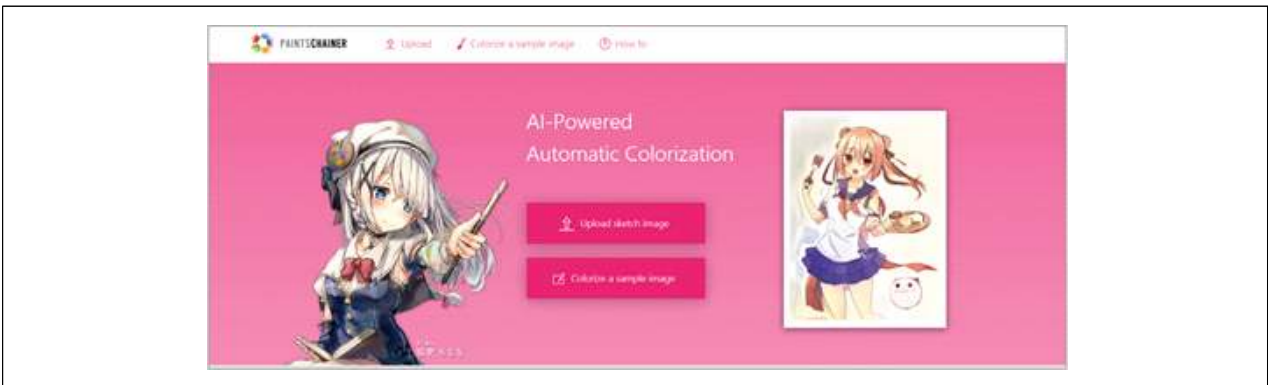 PAINTSCHAINER
Upload
Colorize a sample image
How to
AI-Powered
Automatic Colorization
Upload sketch image
Colorize a sample image